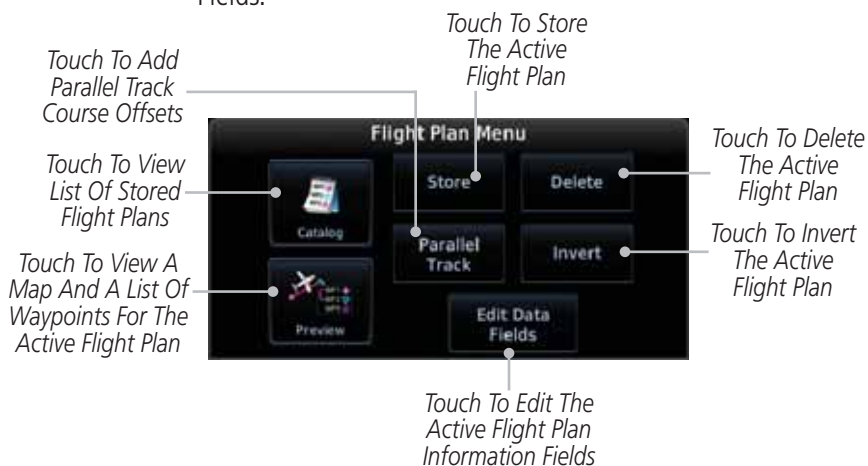 Fields.
Touch To Store
The Active
Flight Plan
Touch To Add
Parallel Track
Course Offsets
Touch To View
List Of Stored
Flight Plans
Touch To View A
Map And A List Of
Waypoints For The
Active Flight Plan
Flight Plan Menu
Catalog
Store
Delete
Parallel
Track
Invert
Preview
Edit Data
Fields
Touch To Delete
The Active
Flight Plan
Touch To Invert
The Active
Flight Plan
Touch To Edit The
Active Flight Plan
Information Fields